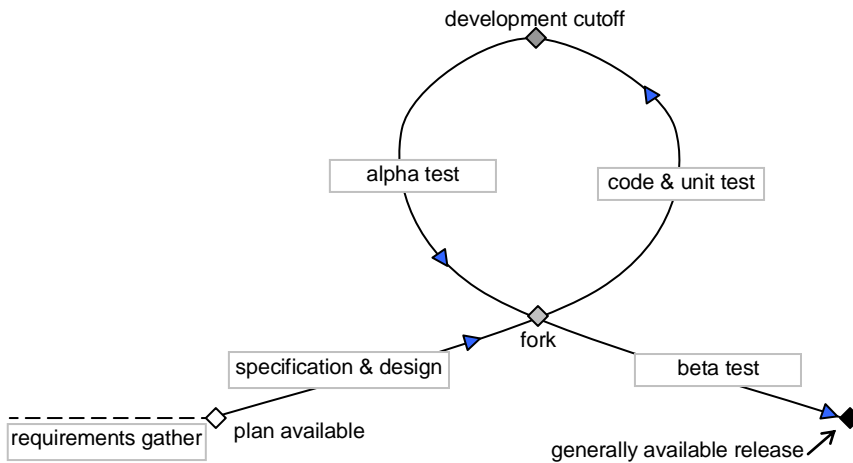 development cutoff
alpha test
code & unit test
fork
specification & design
beta test
requirements gather
plan available
generally available release